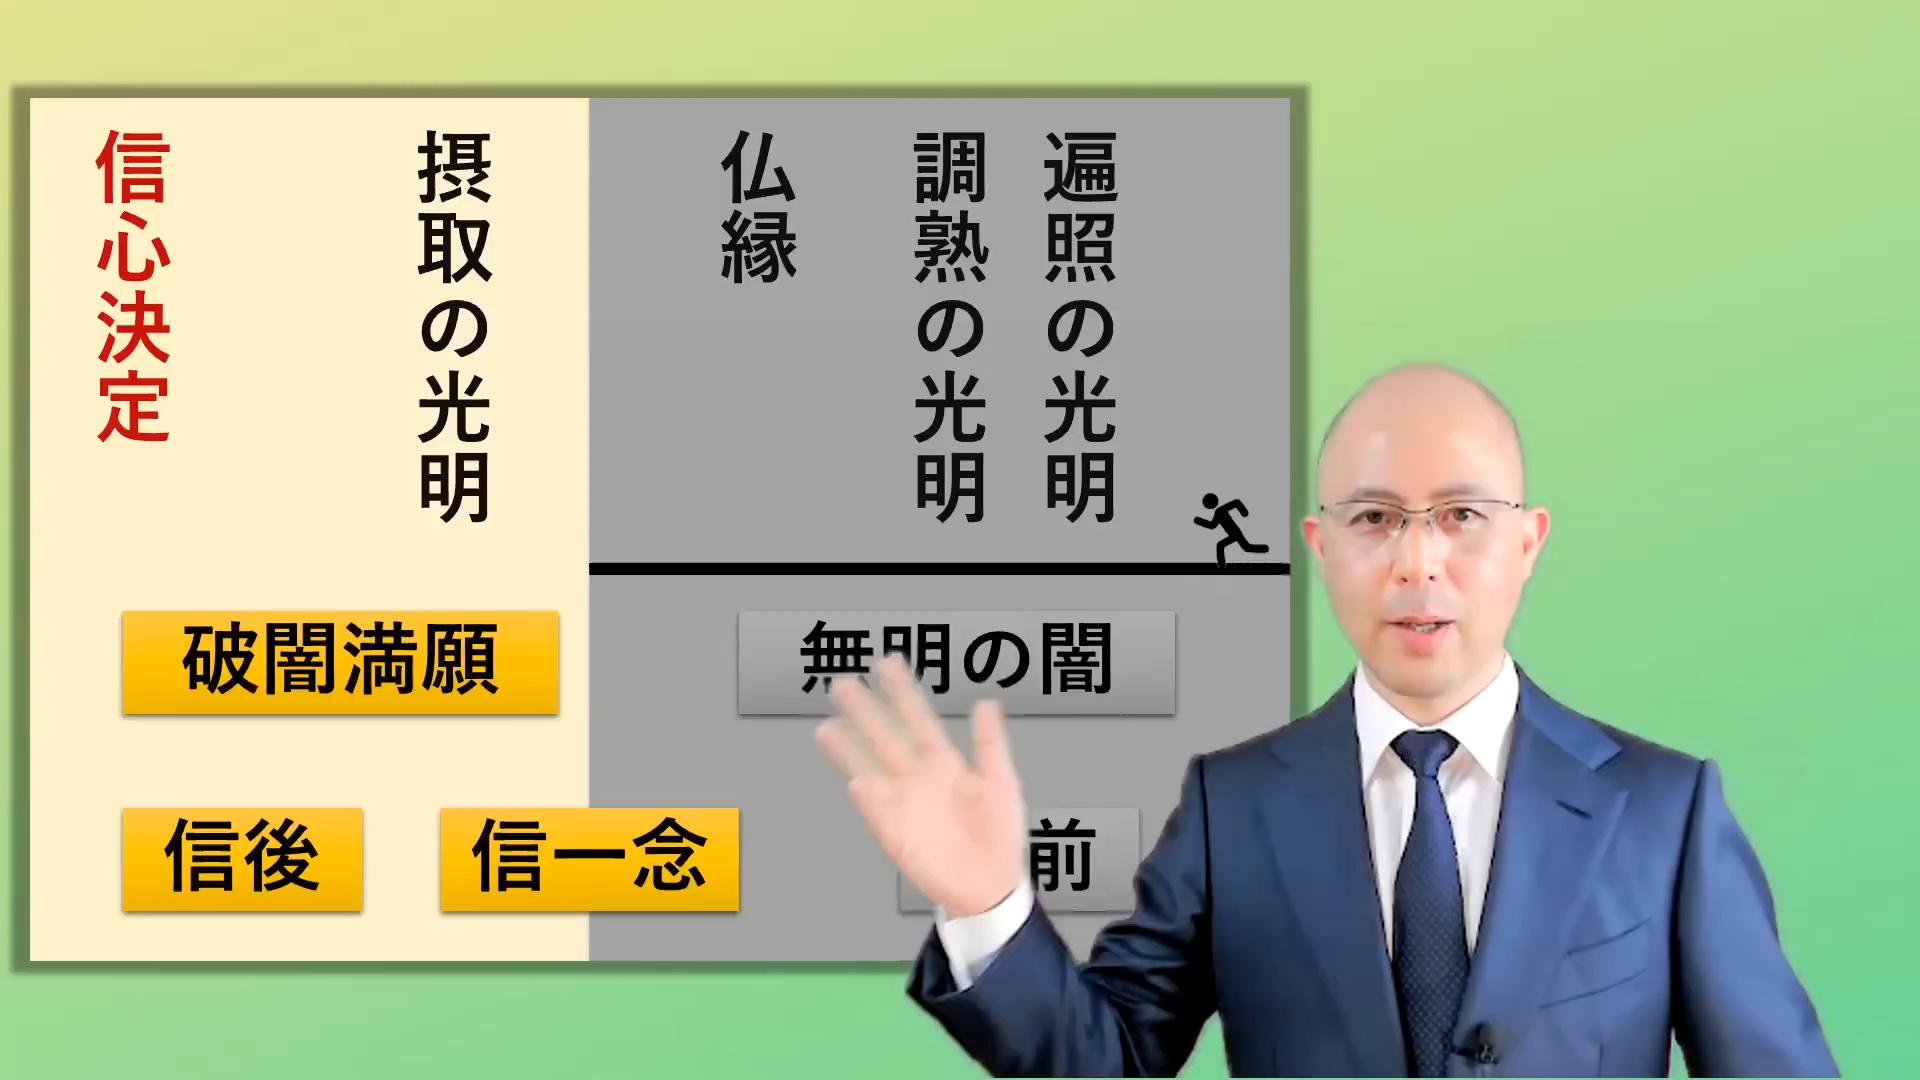 遍照の光明
調熟の光明
仏縁
摂取の光明
信心決定
破闇満願
無明の闇
信後
信一念
前